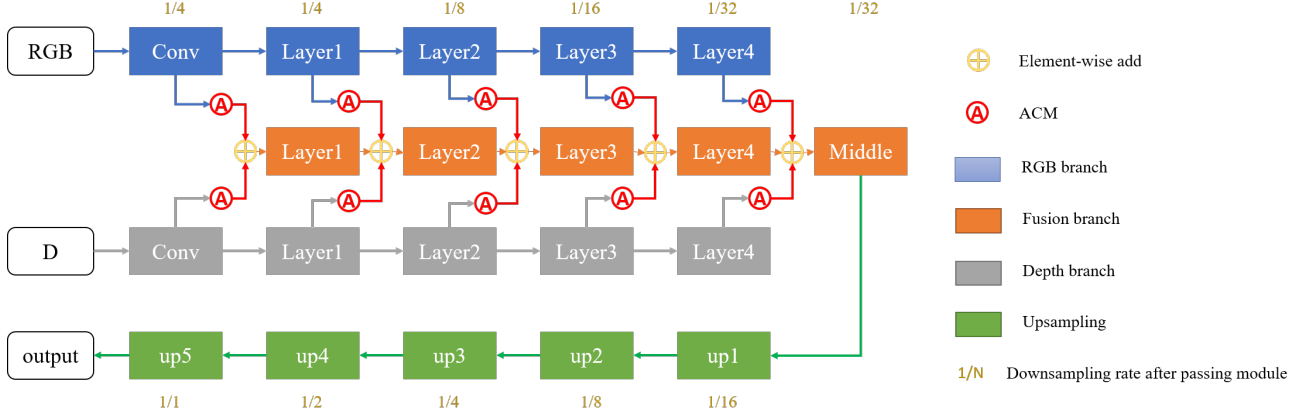 1/4 1/4 1/8 1/16 1/32 1/32
RGB Conv Layer1 Layer2 Layer3 Layer4
Element-wise add
A A A A A
A ACM
Layer1 Layer2 Layer3 Layer4 Middle
RGB branch
A A A A A
Fusion branch
D Conv Layer1 Layer2 Layer3 Layer4
Depth branch
Upsampling
output up5 up4 up3 up2 up1
1/N Downsampling rate after passing module
1/1 1/2 1/4 1/8 1/16